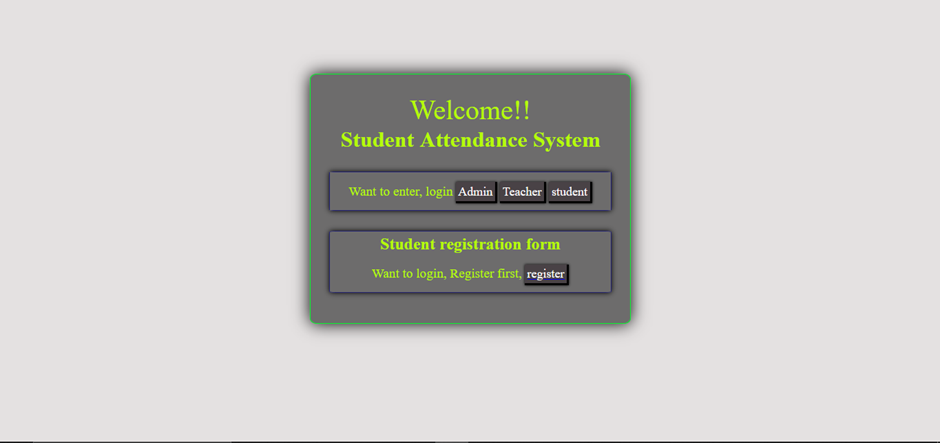 Welcome!!
Student Attendance System
Want to enter, login Admin Teacher student
Student registration form
Want to login, Register first, register